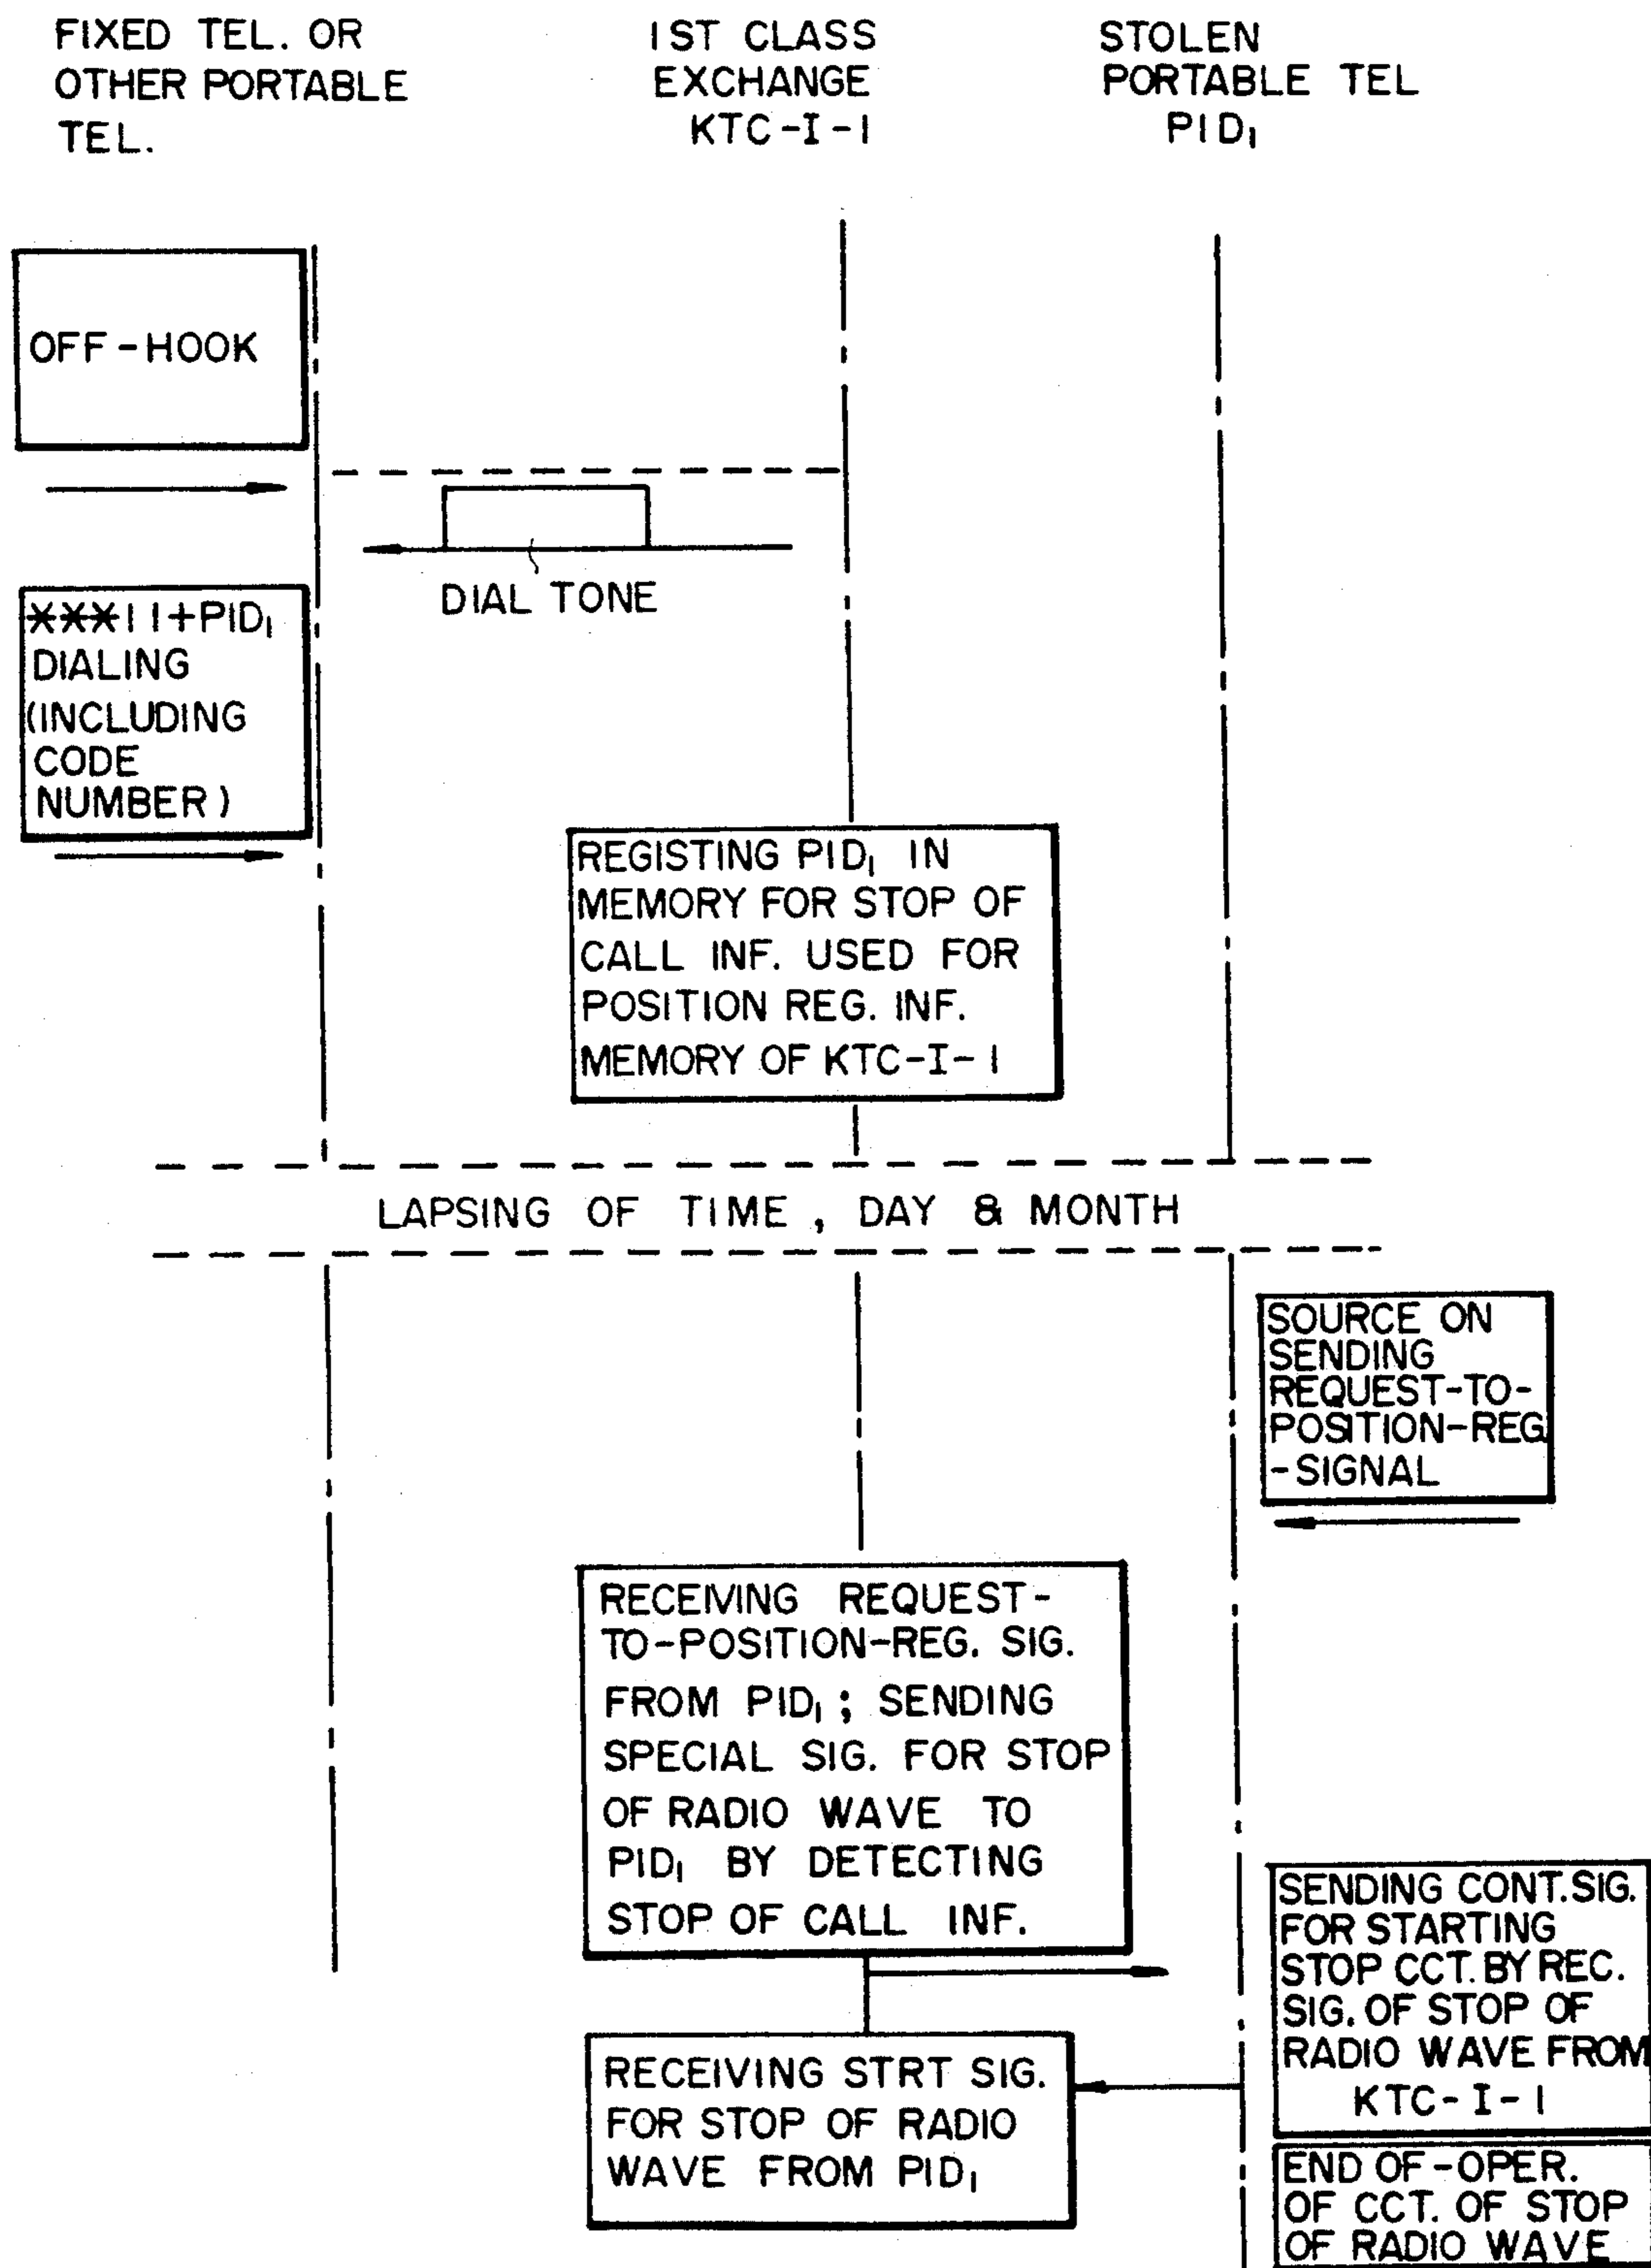 FIXED TEL. OR
OTHER PORTABLE
TEL.
1ST CLASS
EXCHANGE
KTC-I-1
STOLEN
PORTABLE TEL
PID₁
OFF-HOOK
DIAL TONE
***11+PID₁
DIALING
(INCLUDING
CODE
NUMBER)
REGISTING PID₁ IN
MEMORY FOR STOP OF
CALL INF. USED FOR
POSITION REG. INF.
MEMORY OF KTC-I-1
LAPSING OF TIME, DAY & MONTH
SOURCE ON
SENDING
REQUEST-TO-
POSITION-REG
-SIGNAL
RECEIVING REQUEST-
TO-POSITION-REG. SIG.
FROM PID₁; SENDING
SPECIAL SIG. FOR STOP
OF RADIO WAVE TO
PID₁ BY DETECTING
STOP OF CALL INF.
SENDING CONT. SIG.
FOR STARTING
STOP CCT. BY REC.
SIG. OF STOP OF
RADIO WAVE FROM
KTC-I-1
RECEIVING STRT SIG.
FOR STOP OF RADIO
WAVE FROM PID₁
END OF-OPER.
OF CCT. OF STOP
OF RADIO WAVE